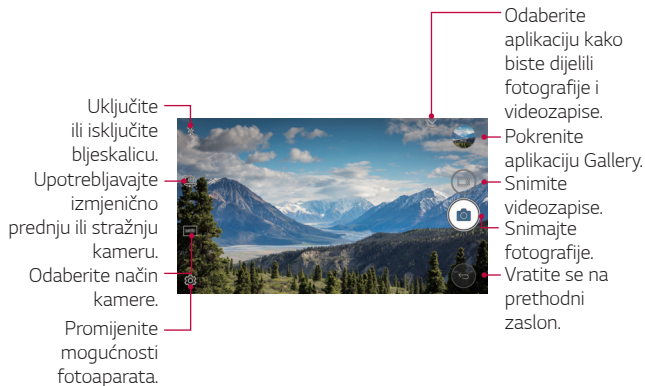 Uključite
ili isključite
bljeskalicu.
Upotrebljavajte
izmjenično
prednju ili stražnju
kameru.
Odaberite način
kamere.
Promijenite
mogućnosti
fotoaparata.
Odaberite
aplikaciju kako
biste dijelili
fotografije i
videozapise.
Pokrenite
aplikaciju Gallery.
Snimite
videozapise.
Snimajte
fotografije.
Vratite se na
prethodni
zaslon.